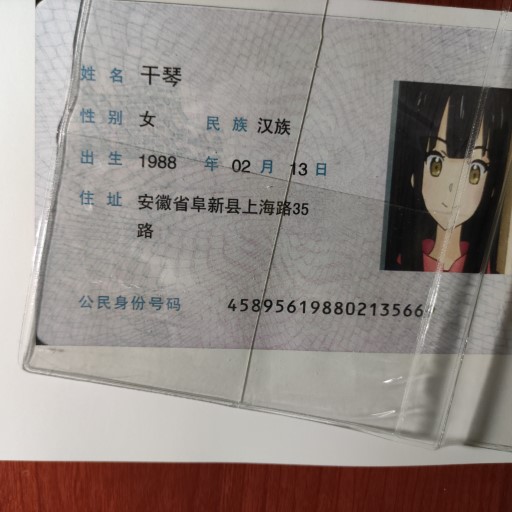 姓名 干琴
性别 女 民族 汉族
出生 1988 年 02 月 13 日
住址 安徽省阜新县上海路35
路
公民身份号码 45895619880213566